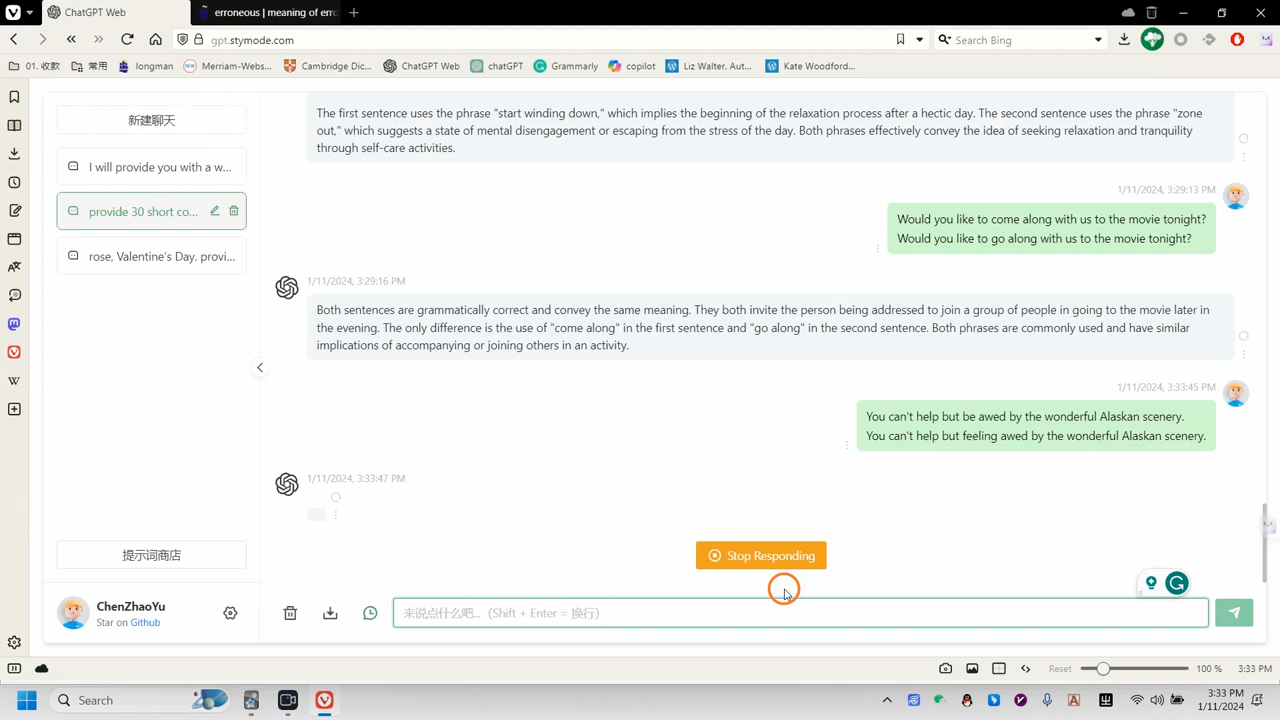 ChatGPT Web
erroneous | meaning of erro
gpt.stymode.com
Search Bing
01. 收款
常用
longman
Merriam-Webs...
Cambridge Dic...
ChatGPT Web
chatGPT
Grammarly
copilot
Liz Walter, Aut...
Kate Woodford...
新建聊天
I will provide you with a w...
provide 30 short co...
rose, Valentine's Day. provi...
提示词商店
ChenZhaoYu
Star on Github
The first sentence uses the phrase "start winding down," which implies the beginning of the relaxation process after a hectic day. The second sentence uses the phrase "zone
out," which suggests a state of mental disengagement or escaping from the stress of the day. Both phrases effectively convey the idea of seeking relaxation and tranquility
through self-care activities.
1/11/2024, 3:29:13 PM
Would you like to come along with us to the movie tonight?
Would you like to go along with us to the movie tonight?
1/11/2024, 3:29:16 PM
Both sentences are grammatically correct and convey the same meaning. They both invite the person being addressed to join a group of people in going to the movie later in
the evening. The only difference is the use of "come along" in the first sentence and "go along" in the second sentence. Both phrases are commonly used and have similar
implications of accompanying or joining others in an activity.
1/11/2024, 3:33:45 PM
You can't help but be awed by the wonderful Alaskan scenery.
You can't help but feeling awed by the wonderful Alaskan scenery.
1/11/2024, 3:33:47 PM
Stop Responding
来说点什么吧... (Shift + Enter = 换行)
Reset
100 %
3:33 PM
Search
3:33 PM
1/11/2024